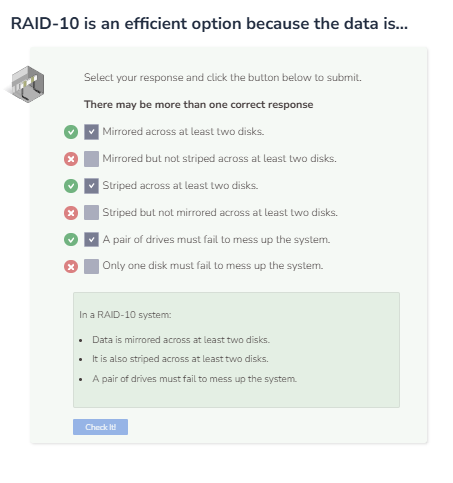 RAID-10 is an efficient option because the data is...
Select your response and click the button below to submit.
There may be more than one correct response
Mirrored across at least two disks.
Mirrored but not striped across at least two disks.
Striped across at least two disks.
Striped but not mirrored across at least two disks.
A pair of drives must fail to mess up the system.
Only one disk must fail to mess up the system.
In a RAID-10 system:
• Data is mirrored across at least two disks.
• It is also striped across at least two disks.
• A pair of drives must fail to mess up the system.
Check It!